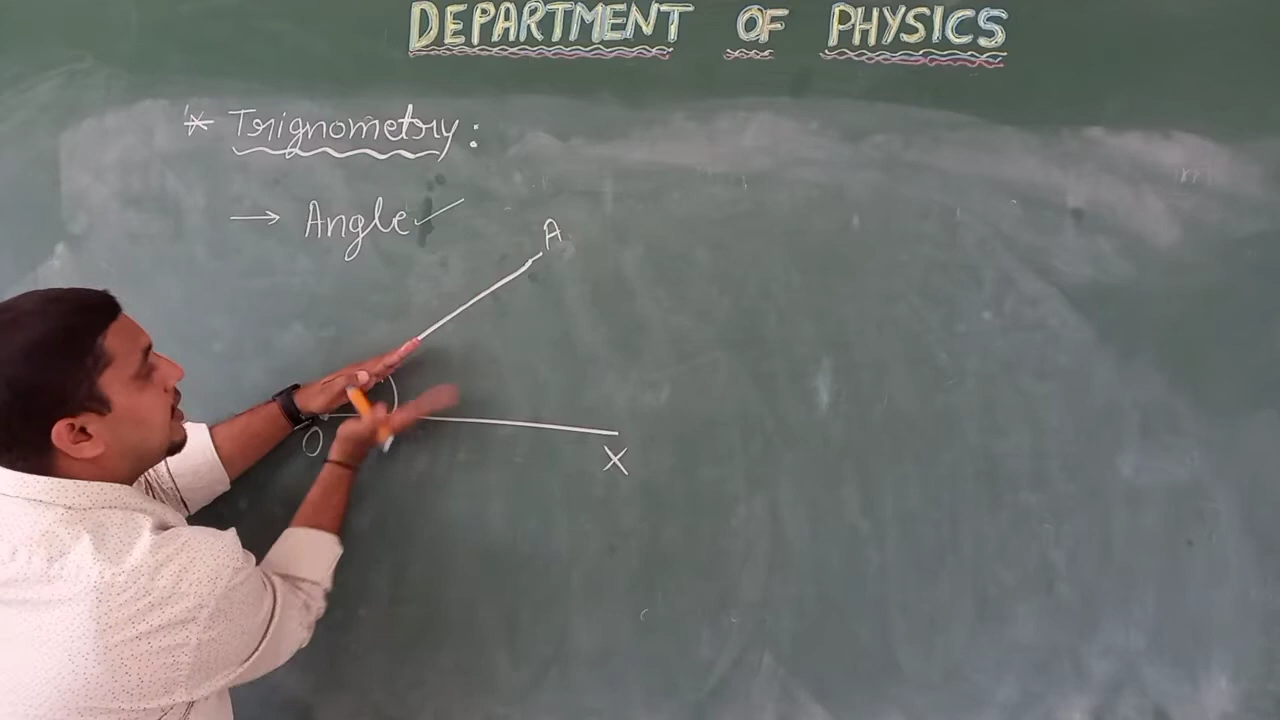 DEPARTMENT OF PHYSICS
* Trignometry:
→ Angle ✓
A
O
X